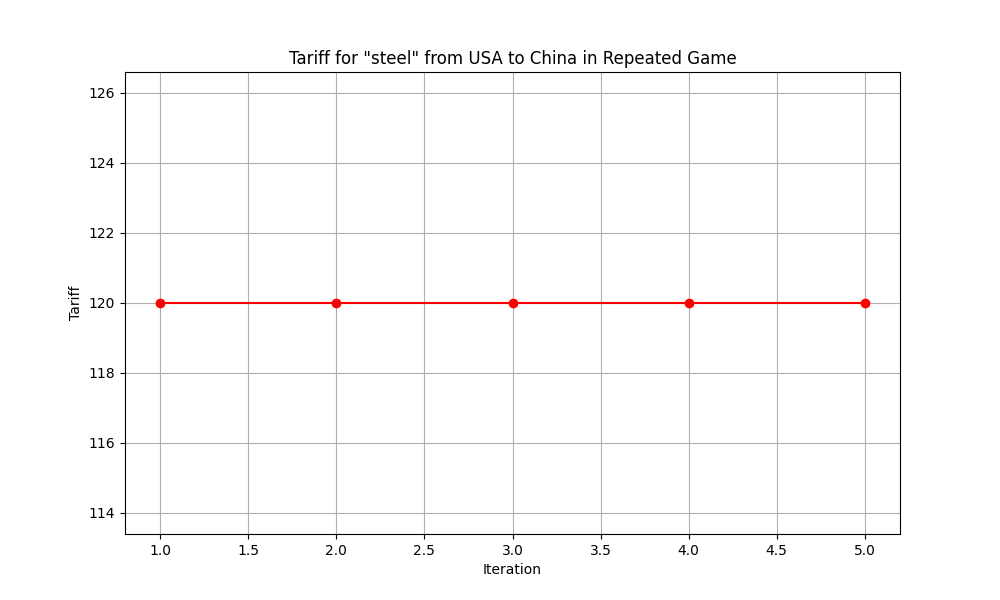 Tariff for "steel" from USA to China in Repeated Game
126
124
122
120
118
116
114
Tariff
1.0 1.5 2.0 2.5 3.0 3.5 4.0 4.5 5.0
Iteration